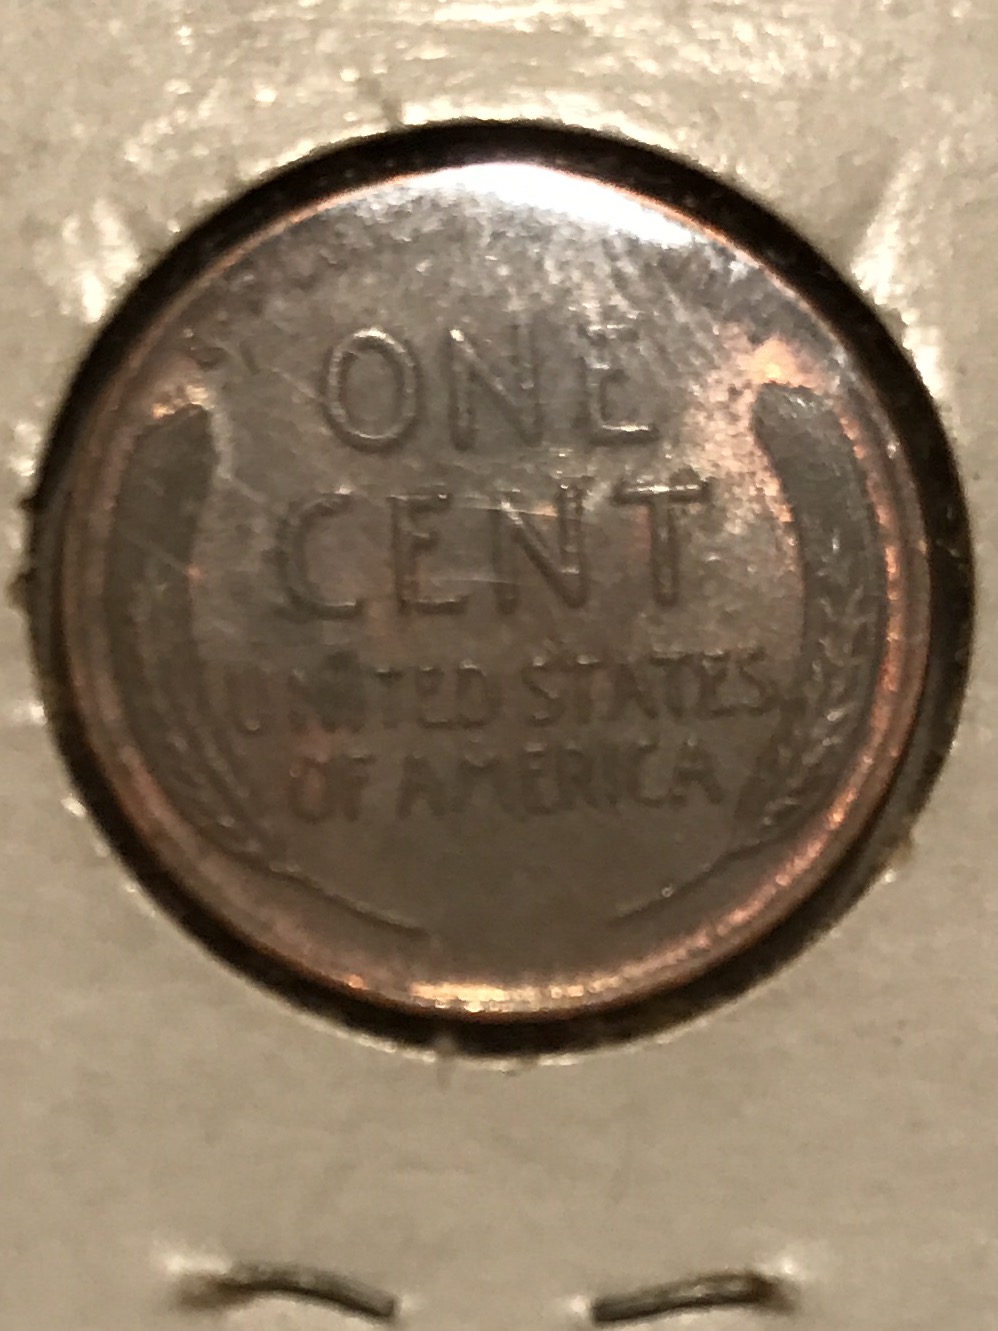 ONE
CENT
UNITED STATES
OF AMERICA